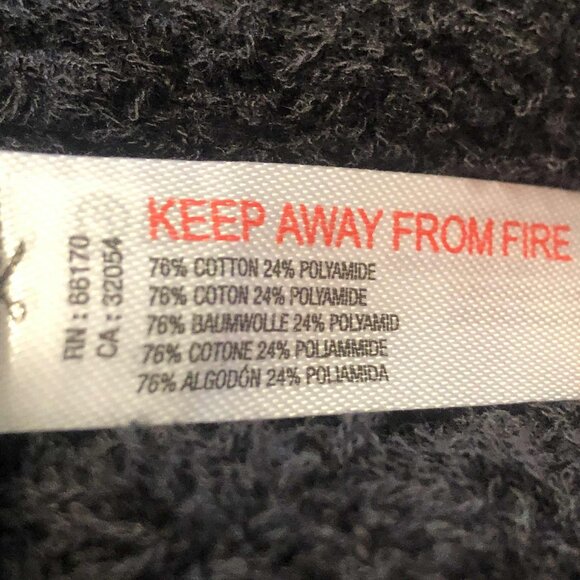 RN : 66170
CA : 32054
KEEP AWAY FROM FIRE
76% COTTON 24% POLYAMIDE
76% COTON 24% POLYAMIDE
76% BAUMWOLLE 24% POLYAMID
76% COTONE 24% POLIAMMIDE
76% ALGODÓN 24% POLIAMIDA